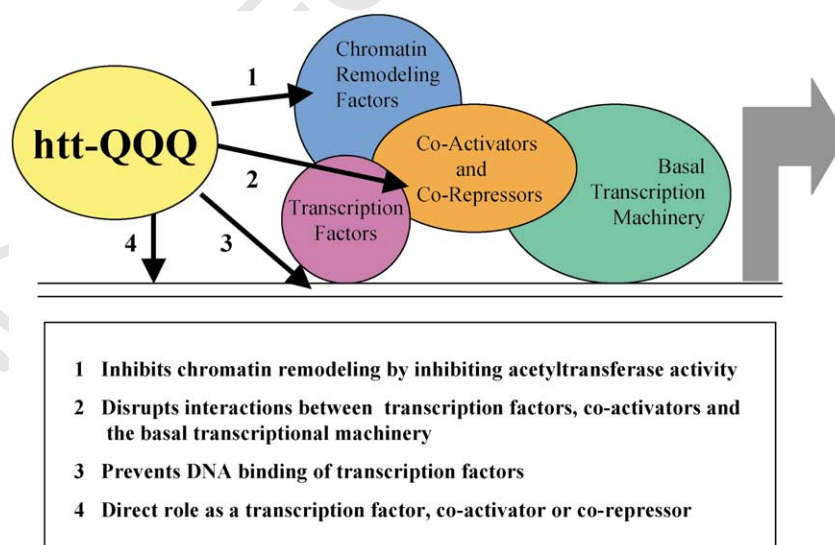 htt-QQQ
1
2
3
4
Chromatin
Remodeling
Factors
Co-Activators
and
Co-Repressors
Transcription
Factors
Basal
Transcription
Machinery
1 Inhibits chromatin remodeling by inhibiting acetyltransferase activity
2 Disrupts interactions between transcription factors, co-activators and
the basal transcriptional machinery
3 Prevents DNA binding of transcription factors
4 Direct role as a transcription factor, co-activator or co-repressor